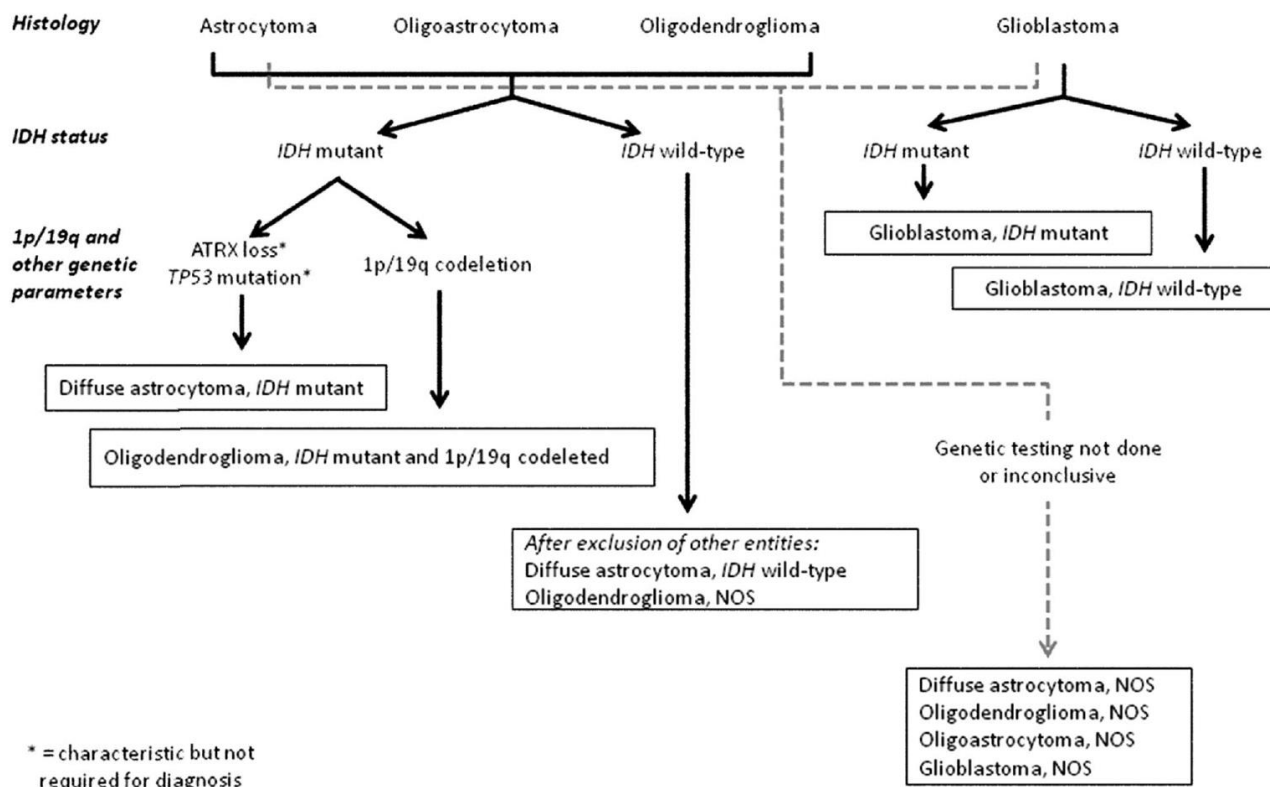 Histology
Astrocytoma
Oligoastrocytoma
Oligodendroglioma
Glioblastoma
IDH status
IDH mutant
IDH wild-type
IDH mutant
IDH wild-type
1p/19q and
other genetic
parameters
ATRX loss*
TP53 mutation*
1p/19q codeletion
Glioblastoma, IDH mutant
Glioblastoma, IDH wild-type
Diffuse astrocytoma, IDH mutant
Oligodendroglioma, IDH mutant and 1p/19q codeleted
Genetic testing not done
or inconclusive
After exclusion of other entities:
Diffuse astrocytoma, IDH wild-type
Oligodendroglioma, NOS
Diffuse astrocytoma, NOS
Oligodendroglioma, NOS
Oligoastrocytoma, NOS
Glioblastoma, NOS
* = characteristic but not
required for diagnosis